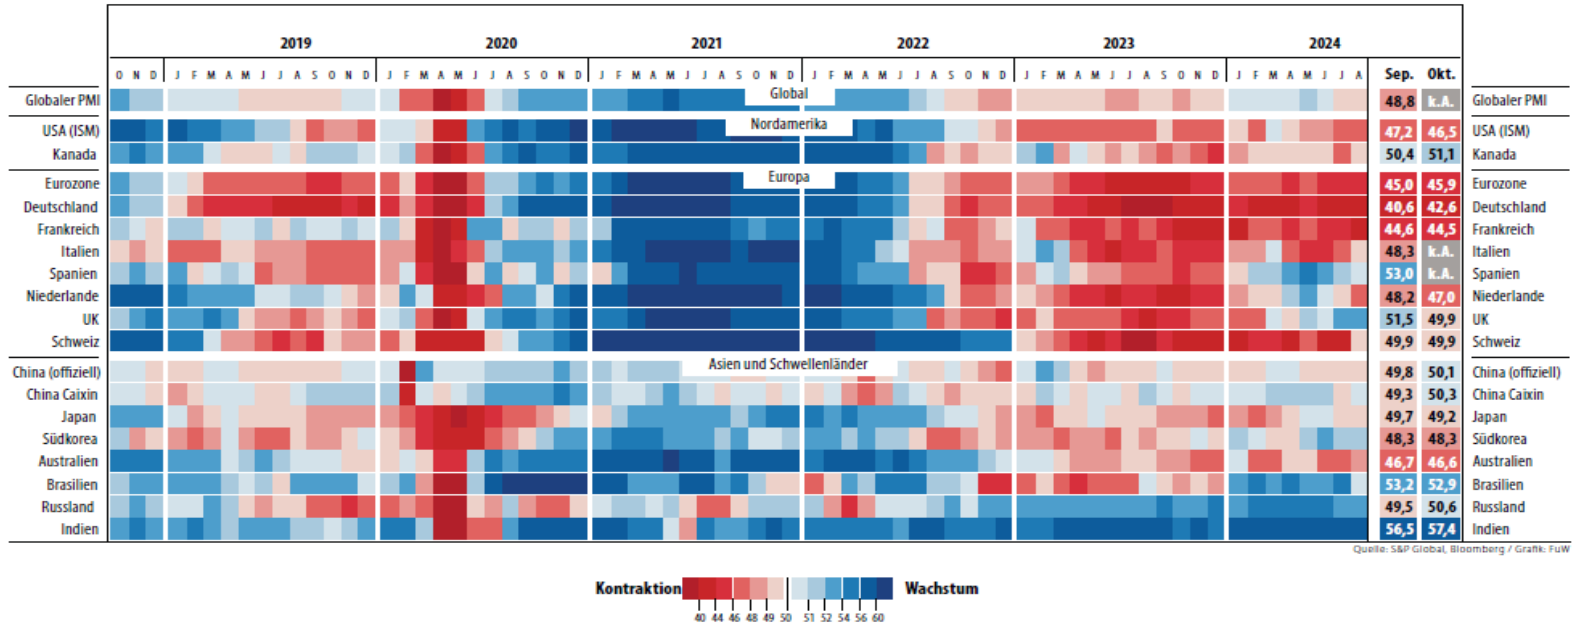 2019 2020 2021 2022 2023 2024
O N D J F M A M J J A S O N D J F M A M J J A S O N D J F M A M J J A S O N D J F M A M J J A S O N D J F M A M J J A S O N D J F M A M J J A Sep. Okt.
Global
Globaler PMI 48,8 k.A. Globaler PMI
Nordamerika
USA (ISM) 47,2 46,5 USA (ISM)
Kanada 50,4 51,1 Kanada
Europa
Eurozone 45,0 45,9 Eurozone
Deutschland 40,6 42,6 Deutschland
Frankreich 44,6 44,5 Frankreich
Italien 48,3 k.A. Italien
Spanien 53,0 k.A. Spanien
Niederlande 48,2 47,0 Niederlande
UK 51,5 49,9 UK
Schweiz 49,9 49,9 Schweiz
Asien und Schwellenländer
China (offiziell) 49,8 50,1 China (offiziell)
China Caixin 49,3 50,3 China Caixin
Japan 49,7 49,2 Japan
Südkorea 48,3 48,3 Südkorea
Australien 46,7 46,6 Australien
Brasilien 53,2 52,9 Brasilien
Russland 49,5 50,6 Russland
Indien 56,5 57,4 Indien
Quelle: S&P Global, Bloomberg / Grafik: FuW
Kontraktion Wachstum
40 44 46 48 49 50 51 52 54 56 60